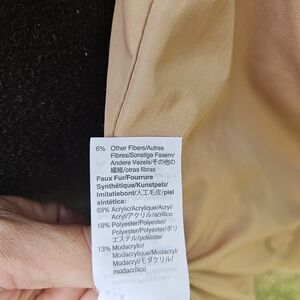 6% Other Fibers/Autres
Fibres/Sonstige Fasern/
Andere Vezels/その他の
繊維/otras fibras
Faux Fur/Fourrure
Synthétique/Kunstpelz/
Imitatiebont/人工毛皮/piel
sintética:
69% Acrylic/Acrylique/Acryl/
Acryl/アクリル/acrílico
18% Polyester/Polyester/
Polyester/Polyester/ポリ
エステル/poliéster
13% Modacrylic/
Modacrylique/Modacryl/
Modacryl/モダクリル/
modacrílico